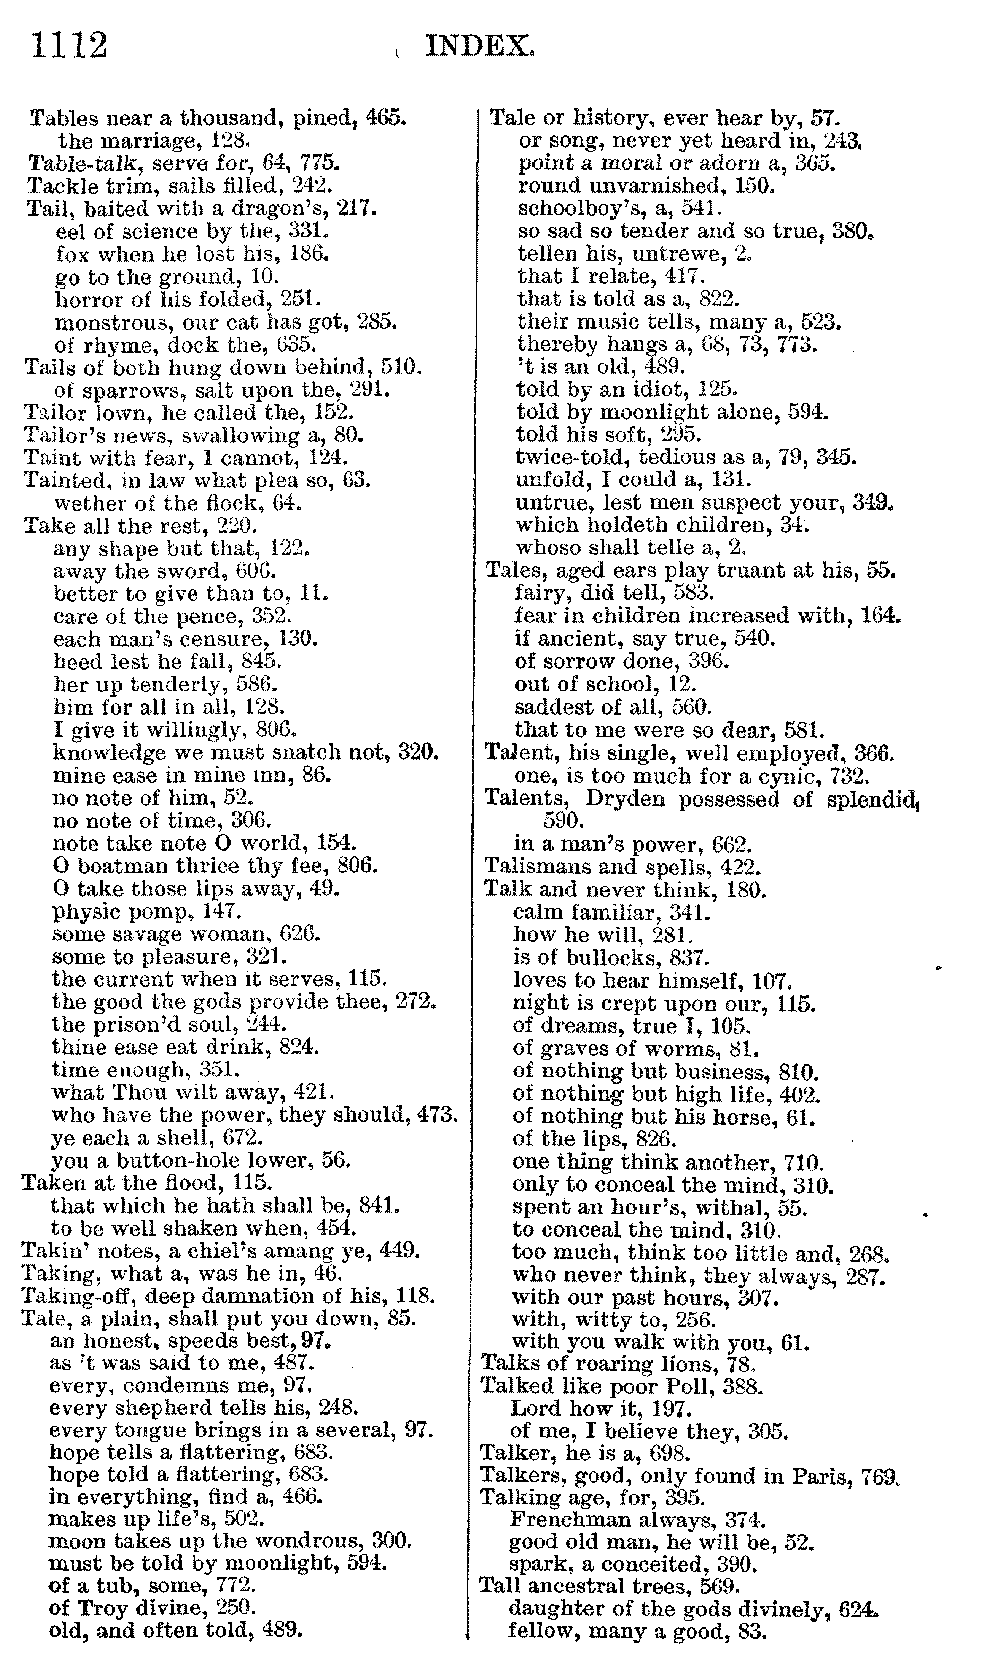 1112
INDEX.
Tables near a thousand, pined, 465.
the marriage, 128.
Table-talk, serve for, 64, 775.
Tackle trim, sails filled, 242.
Tail, baited with a dragon's, 217.
eel of science by the, 331.
fox when he lost his, 186.
go to the ground, 10.
horror of his folded, 251.
monstrous, our cat has got, 285.
of rhyme, dock the, 635.
Tails of both hung down behind, 510.
of sparrows, salt upon the, 291.
Tailor lown, he called the, 152.
Tailor's news, swallowing a, 80.
Taint with fear, I cannot, 124.
Tainted, in law what plea so, 63.
wether of the flock, 64.
Take all the rest, 220.
any shape but that, 122.
away the sword, 606.
better to give than to, 11.
care of the pence, 352.
each man's censure, 130.
heed lest he fall, 845.
her up tenderly, 586.
him for all in all, 128.
I give it willingly, 806.
knowledge we must snatch not, 320.
mine ease in mine inn, 86.
no note of him, 52.
no note of time, 306.
note take note O world, 154.
O boatman thrice thy fee, 806.
O take those lips away, 49.
physic pomp, 147.
some savage woman, 626.
some to pleasure, 321.
the current when it serves, 115.
the good the gods provide thee, 272.
the prison'd soul, 244.
thine ease eat drink, 824.
time enough, 351.
what Thou wilt away, 421.
who have the power, they should, 473.
ye each a shell, 672.
you a button-hole lower, 56.
Taken at the flood, 115.
that which he hath shall be, 841.
to be well shaken when, 454.
Takin' notes, a chiel's amang ye, 449.
Taking, what a, was he in, 46.
Taking-off, deep damnation of his, 118.
Tale, a plain, shall put you down, 85.
an honest, speeds best, 97.
as 't was said to me, 487.
every, condemns me, 97.
every shepherd tells his, 248.
every tongue brings in a several, 97.
hope tells a flattering, 683.
hope told a flattering, 683.
in everything, find a, 466.
makes up life's, 502.
moon takes up the wondrous, 300.
must be told by moonlight, 594.
of a tub, some, 772.
of Troy divine, 250.
old, and often told, 489.
Tale or history, ever hear by, 57.
or song, never yet heard in, 243.
point a moral or adorn a, 365.
round unvarnished, 150.
schoolboy's, a, 541.
so sad so tender and so true, 380.
tellen his, untrewe, 2.
that I relate, 417.
that is told as a, 822.
their music tells, many a, 523.
thereby hangs a, 68, 73, 773.
't is an old, 489.
told by an idiot, 125.
told by moonlight alone, 594.
told his soft, 295.
twice-told, tedious as a, 79, 345.
unfold, I could a, 131.
untrue, lest men suspect your, 349.
which holdeth children, 34.
whoso shall telle a, 2.
Tales, aged ears play truant at his, 55.
fairy, did tell, 583.
fear in children increased with, 164.
if ancient, say true, 540.
of sorrow done, 396.
out of school, 12.
saddest of all, 560.
that to me were so dear, 581.
Talent, his single, well employed, 366.
one, is too much for a cynic, 732.
Talents, Dryden possessed of splendid,
590.
in a man's power, 662.
Talismans and spells, 422.
Talk and never think, 180.
calm familiar, 341.
how he will, 281.
is of bullocks, 837.
loves to hear himself, 107.
night is crept upon our, 115.
of dreams, true I, 105.
of graves of worms, 81.
of nothing but business, 810.
of nothing but high life, 402.
of nothing but his horse, 61.
of the lips, 826.
one thing think another, 710.
only to conceal the mind, 310.
spent an hour's, withal, 55.
to conceal the mind, 310.
too much, think too little and, 268.
who never think, they always, 287.
with our past hours, 307.
with, witty to, 256.
with you walk with you, 61.
Talks of roaring lions, 78.
Talked like poor Poll, 388.
Lord how it, 197.
of me, I believe they, 305.
Talker, he is a, 698.
Talkers, good, only found in Paris, 769.
Talking age, for, 395.
Frenchman always, 374.
good old man, he will be, 52.
spark, a conceited, 390.
Tall ancestral trees, 569.
daughter of the gods divinely, 624.
fellow, many a good, 83.